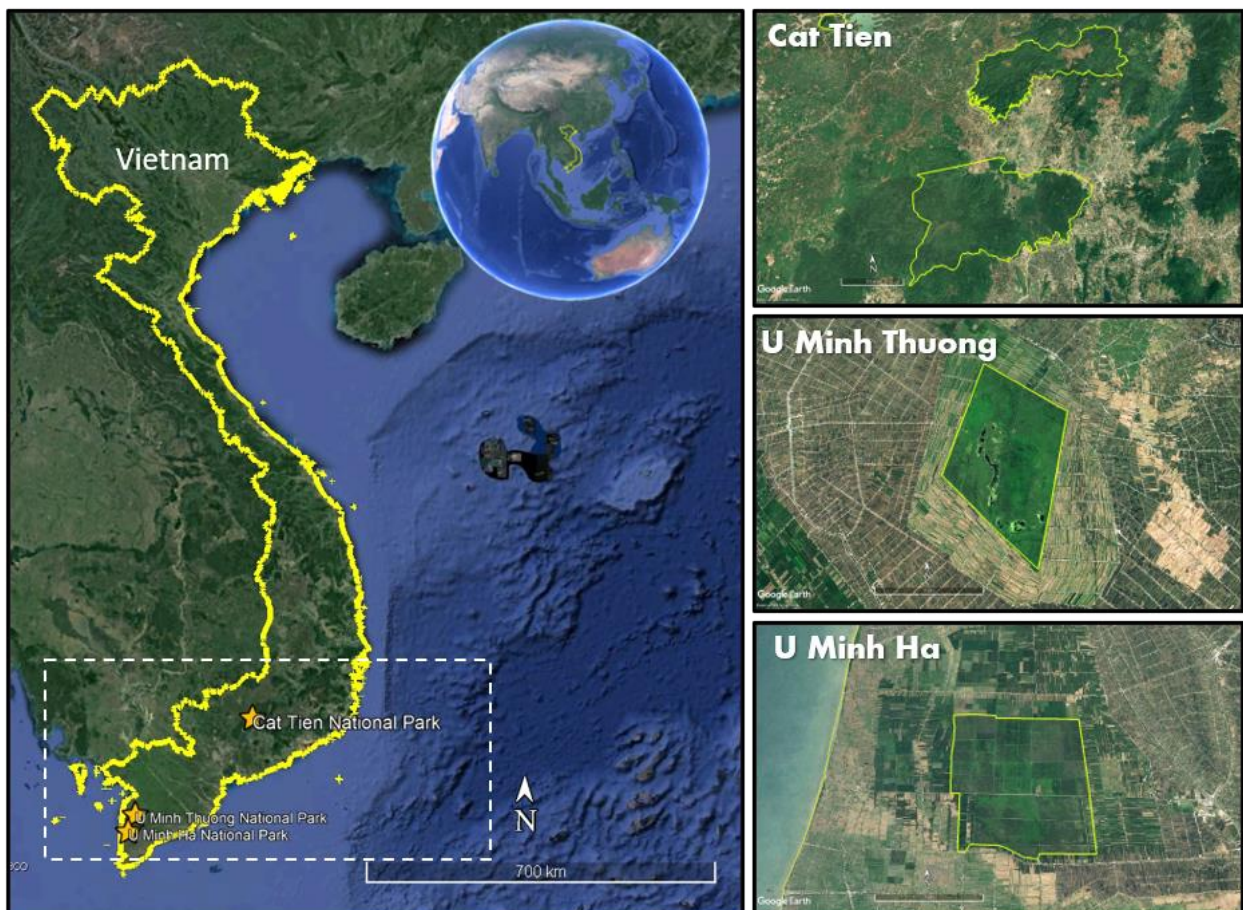 Vietnam
Cat Tien National Park
U Minh Thuong National Park
U Minh Ha National Park
N
700 km
Cat Tien
N
Google Earth
U Minh Thuong
Google Earth
U Minh Ha
Google Earth